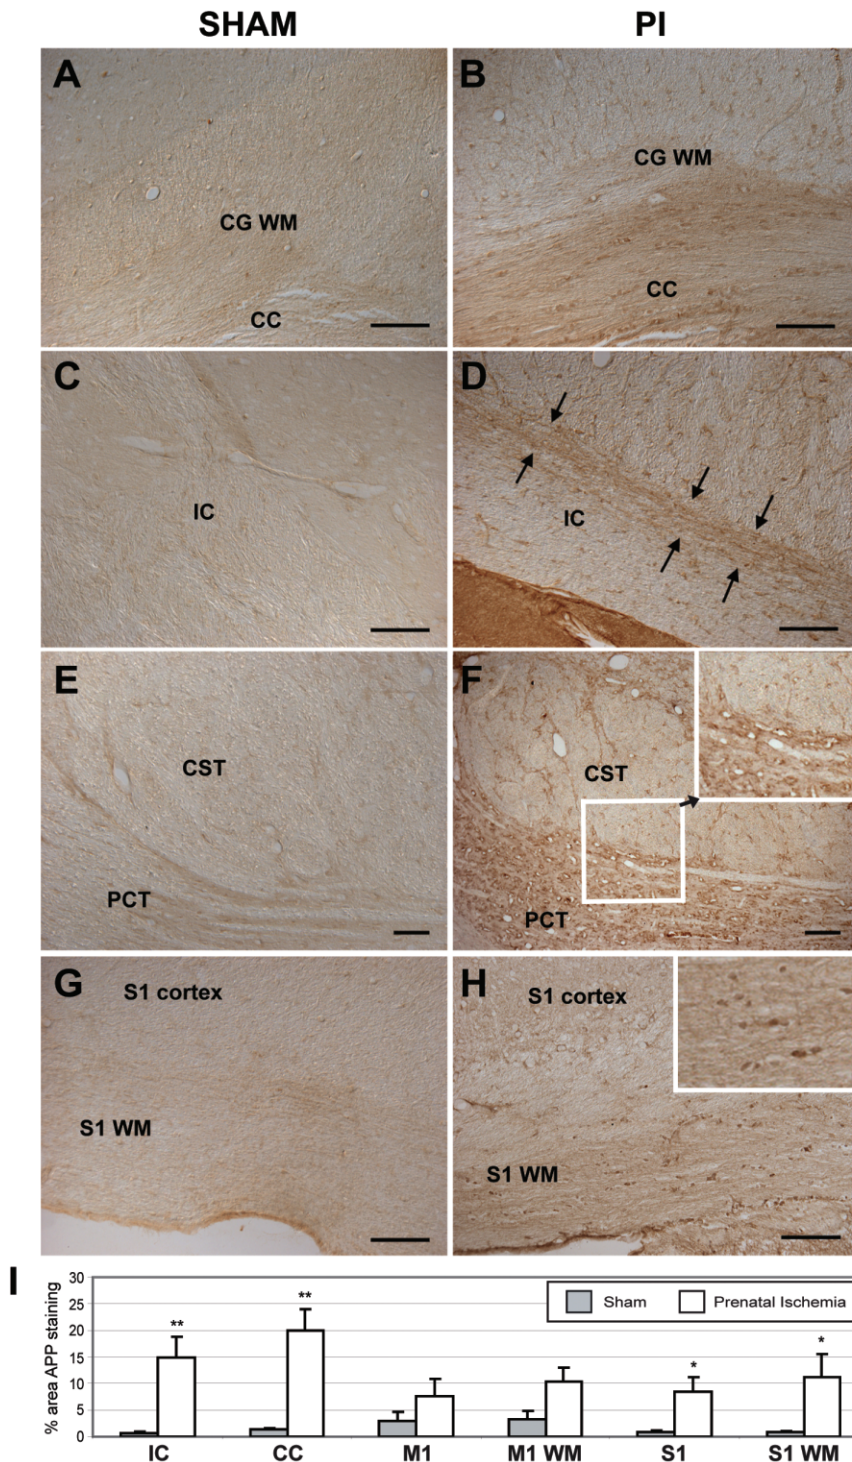 SHAM PI
A B
CG WM
CG WM
CC
CC
C D
IC IC
E F
CST CST
PCT PCT
G H
S1 cortex S1 cortex
S1 WM
S1 WM
I
% area APP staining
30
25
20
15
10
5
0
Sham Prenatal Ischemia
** ** * *
IC CC M1 M1 WM S1 S1 WM